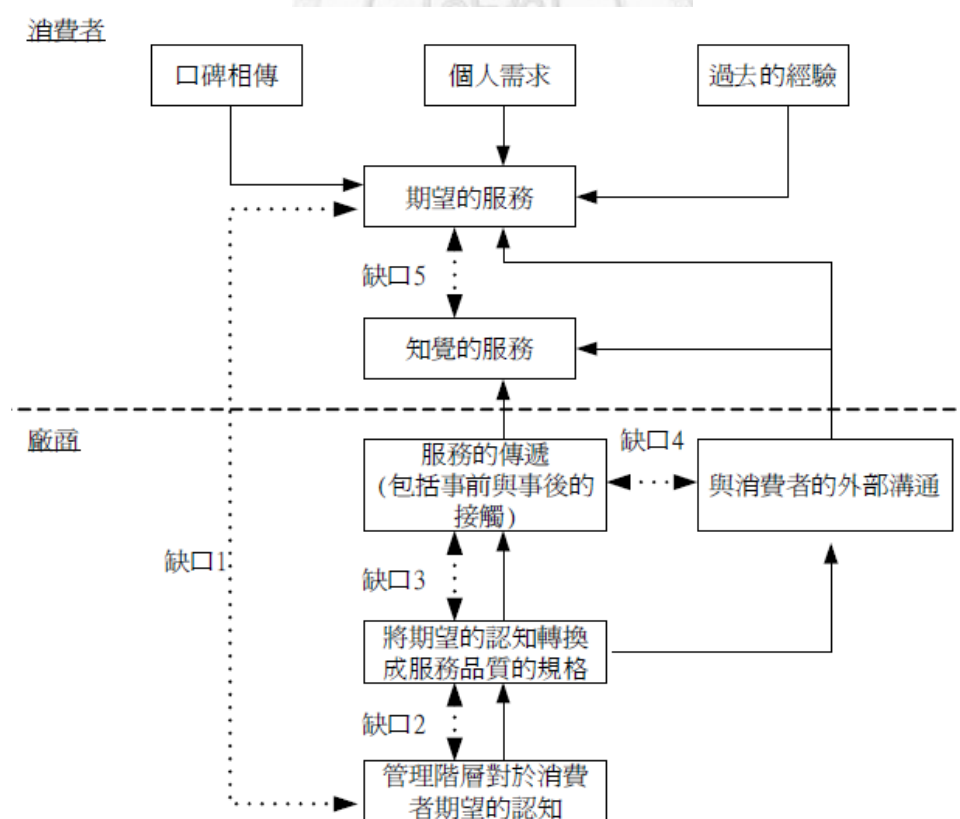 消費者
口碑相傳
個人需求
過去的經驗
期望的服務
缺口5
知覺的服務
廠商
服務的傳遞
(包括事前與事後的
接觸)
缺口4
與消費者的外部溝通
缺口1
缺口3
將期望的認知轉換
成服務品質的規格
缺口2
管理階層對於消費
者期望的認知